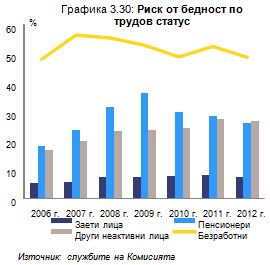 Графика 3.30: Риск от бедност по
трудов статус
%
60
50
40
30
20
10
0
2006 г. 2007 г. 2008 г. 2009 г. 2010 г. 2011 г. 2012 г.
Заети лица Пенсионери
Други неактивни лица Безработни
Източник: службите на Комисията